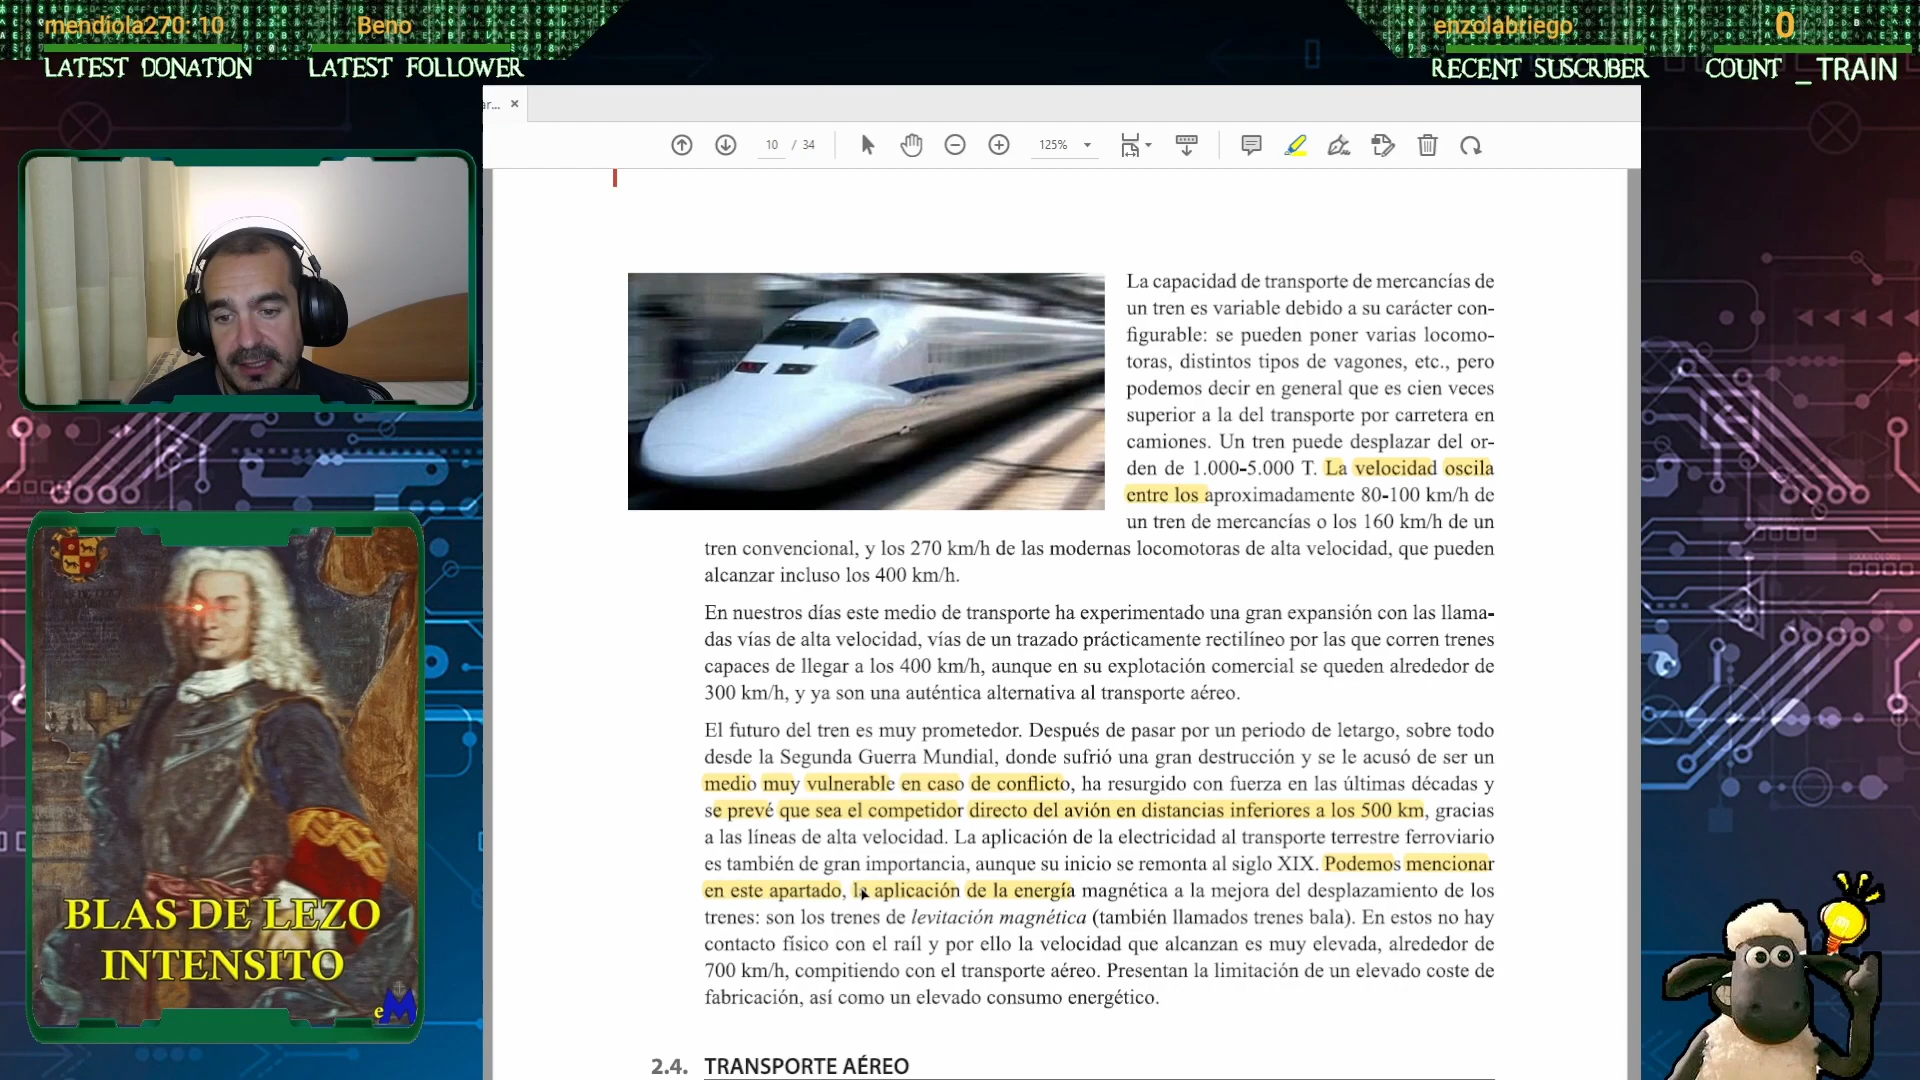 mendiola270: 10
Beno
enzolabriego
0
LATEST DONATION
LATEST FOLLOWER
RECENT SUSCRIBER
COUNT _TRAIN
ar...
10 / 34
125%
La capacidad de transporte de mercancías de
un tren es variable debido a su carácter con-
figurable: se pueden poner varias locomo-
toras, distintos tipos de vagones, etc., pero
podemos decir en general que es cien veces
superior a la del transporte por carretera en
camiones. Un tren puede desplazar del or-
den de 1.000-5.000 T. La velocidad oscila
entre los aproximadamente 80-100 km/h de
un tren de mercancías o los 160 km/h de un
tren convencional, y los 270 km/h de las modernas locomotoras de alta velocidad, que pueden
alcanzar incluso los 400 km/h.
En nuestros días este medio de transporte ha experimentado una gran expansión con las llama-
das vías de alta velocidad, vías de un trazado prácticamente rectilíneo por las que corren trenes
capaces de llegar a los 400 km/h, aunque en su explotación comercial se queden alrededor de
300 km/h, y ya son una auténtica alternativa al transporte aéreo.
El futuro del tren es muy prometedor. Después de pasar por un periodo de letargo, sobre todo
desde la Segunda Guerra Mundial, donde sufrió una gran destrucción y se le acusó de ser un
medio muy vulnerable en caso de conflicto, ha resurgido con fuerza en las últimas décadas y
se prevé que sea el competidor directo del avión en distancias inferiores a los 500 km, gracias
a las líneas de alta velocidad. La aplicación de la electricidad al transporte terrestre ferroviario
es también de gran importancia, aunque su inicio se remonta al siglo XIX. Podemos mencionar
en este apartado, la aplicación de la energía magnética a la mejora del desplazamiento de los
trenes: son los trenes de levitación magnética (también llamados trenes bala). En estos no hay
contacto físico con el raíl y por ello la velocidad que alcanzan es muy elevada, alrededor de
700 km/h, compitiendo con el transporte aéreo. Presentan la limitación de un elevado coste de
fabricación, así como un elevado consumo energético.
2.4. TRANSPORTE AÉREO
BLAS DE LEZO
INTENSITO
eM